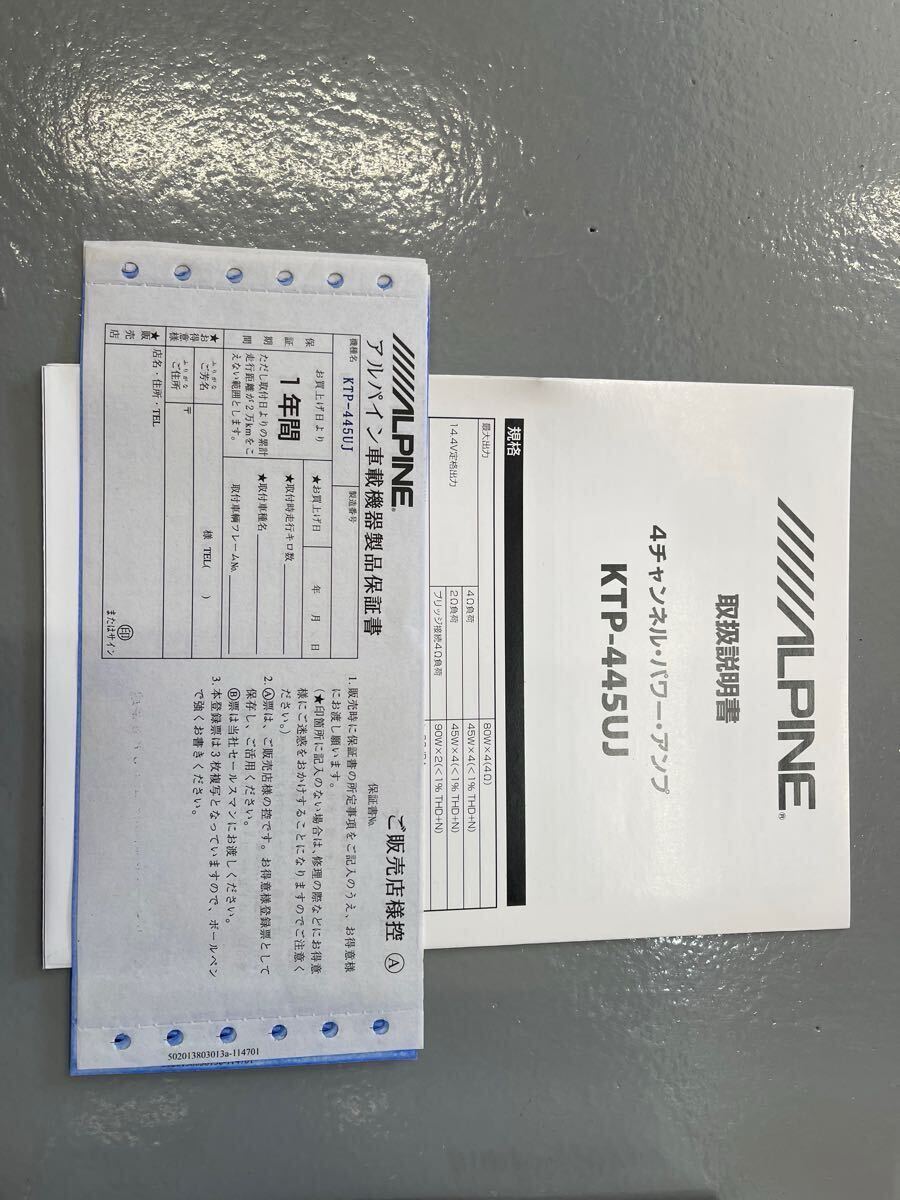 ALPINE®
アルパイン車載機器製品保証書
ご販売店様控 Ⓐ
保証書No.
機種名
KTP-445UJ
製造番号
保証期間
お買上げ日より
1年間
ただし取付日よりの累計
走行距離が2万kmをこ
えない範囲とします。
★お買上げ日
年 月 日
★取付時走行キロ数
★取付車種名
取付車輌フレームNo.
★お得意様
ふりがな
ご芳名
様 TEL( )
ふりがな
ご住所
〒
★販売店
店名・住所・TEL
印
またはサイン
1. 販売時に保証書の所定事項をご記入のうえ、お得意様
にお渡し願います。
(★印箇所に記入のない場合は、修理の際などにお得意
様にご迷惑をおかけすることになりますのでご注意く
ださい。)
2. Ⓐ票は、ご販売店様の控です。お得意様登録票として
保存し、ご活用ください。
Ⓑ票は当社セールスマンにお渡しください。
3. 本登録票は3枚複写となっていますので、ボールペン
で強くお書きください。
502013803013a-114701
ALPINE®
取扱説明書
4チャンネル・パワー・アンプ
KTP-445UJ
規格
最大出力
80W×4(4Ω)
14.4V定格出力
4Ω負荷
45W×4(<1% THD+N)
2Ω負荷
45W×4(<1% THD+N)
ブリッジ接続4Ω負荷
90W×2(<1% THD+N)